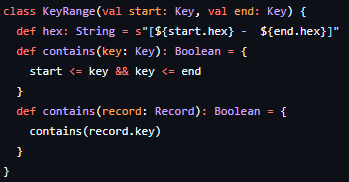 class KeyRange(val start: Key, val end: Key) {
  def hex: String = s"[${start.hex} -  ${end.hex}]"
  def contains(key: Key): Boolean = {
    start <= key && key <= end
  }
  def contains(record: Record): Boolean = {
    contains(record.key)
  }
}